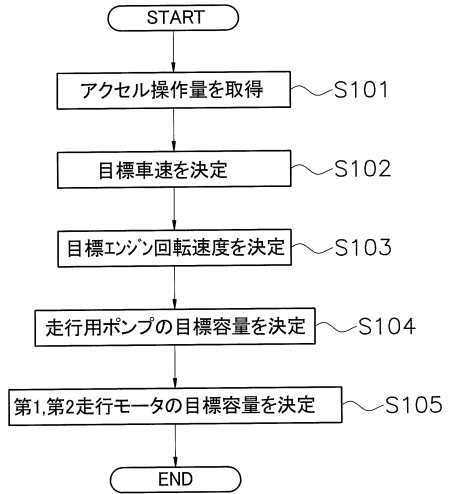 START
アクセル操作量を取得 S101
目標車速を決定 S102
目標ｴﾝｼﾞﾝ回転速度を決定 S103
走行用ポンプの目標容量を決定 S104
第1,第2走行モータの目標容量を決定 S105
END